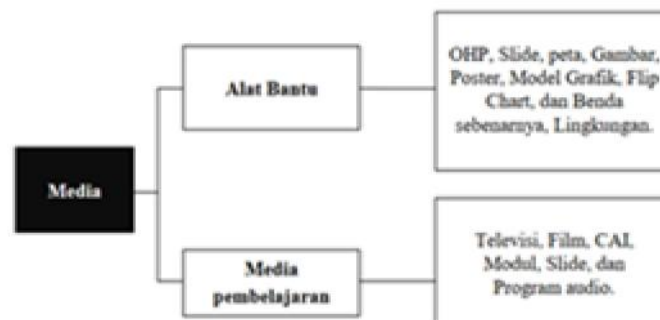 Media
Alat Bantu
OHP, Slide, peta, Gambar,
Poster, Model Grafik, Flip
Chart, dan Benda
sebenarnya, Lingkungan.
Media
pembelajaran
Televisi, Film, CAI,
Modul, Slide, dan
Program audio.